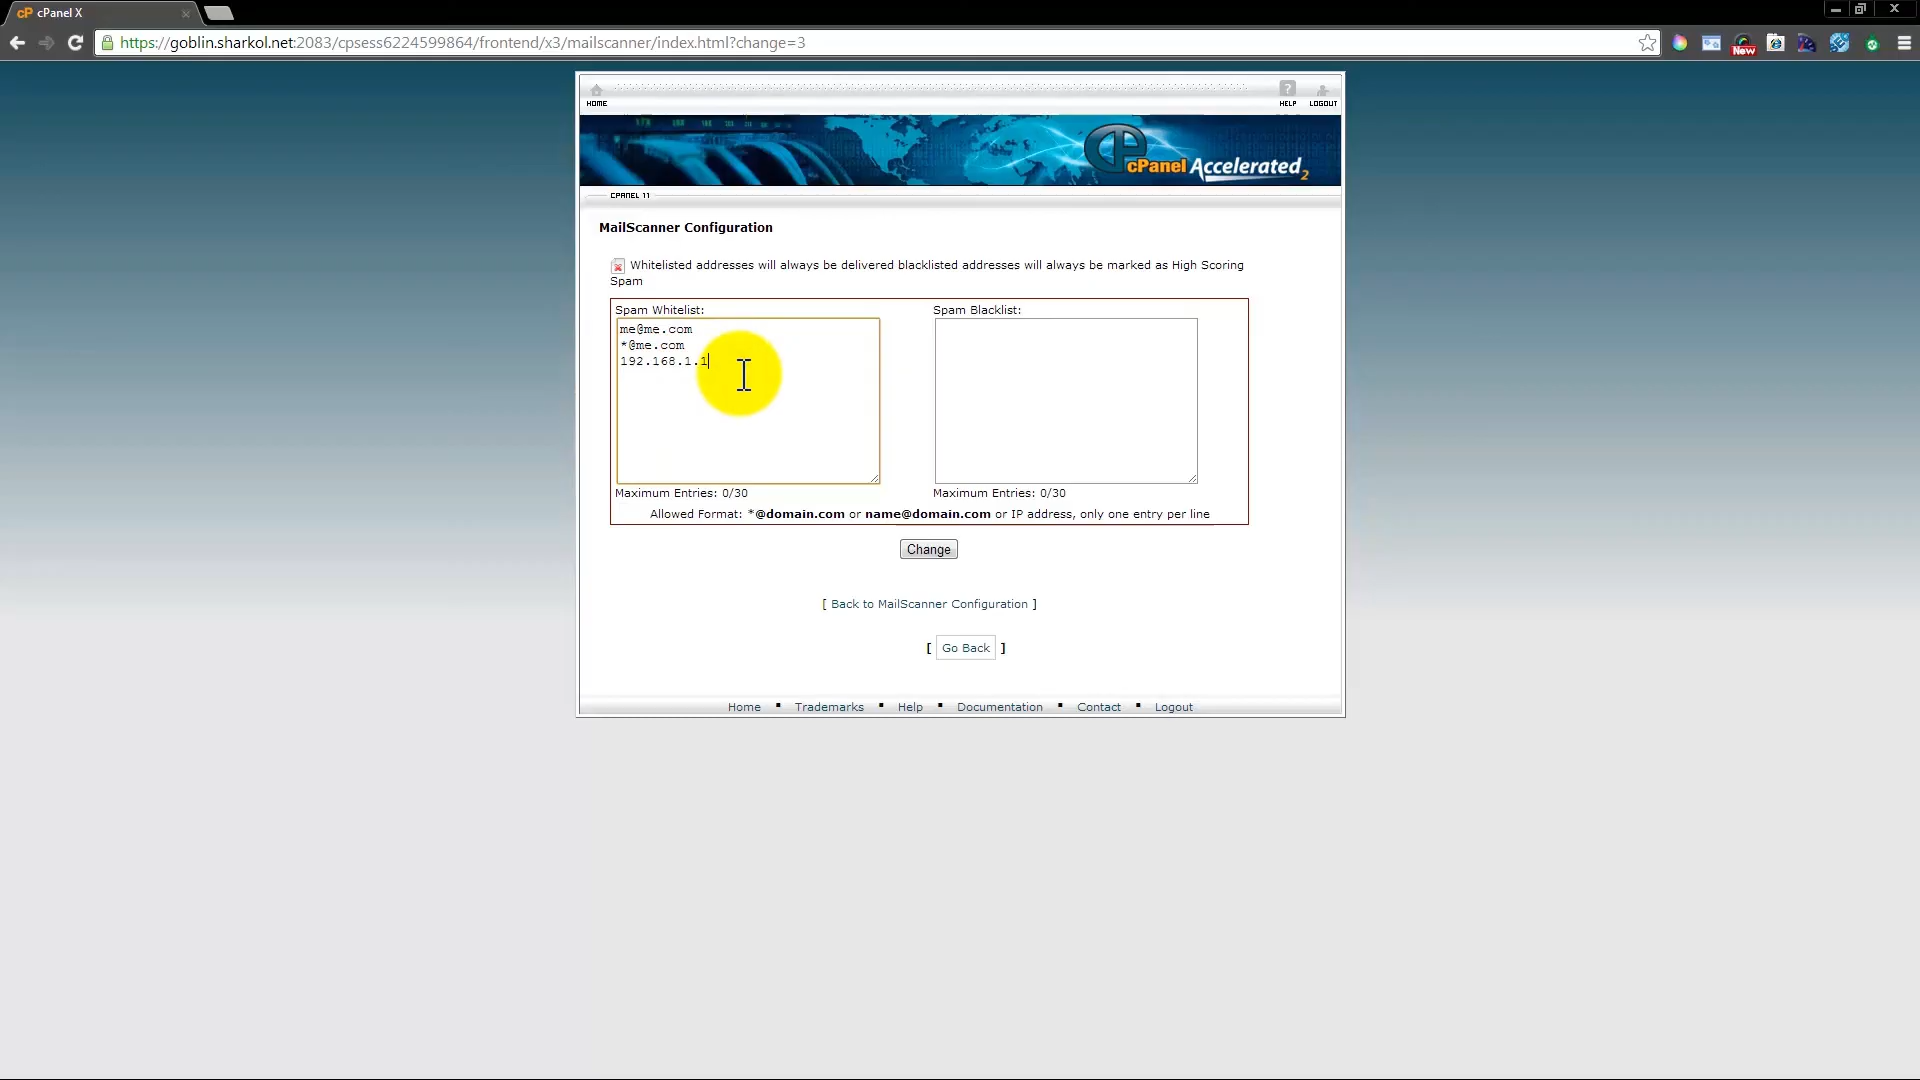 cP cPanel X
https://goblin.sharkol.net:2083/cpsess6224599864/frontend/x3/mailscanner/index.html?change=3
New
HOME
HELP LOGOUT
cP
cPanel Accelerated2
CPANEL 11
MailScanner Configuration
Whitelisted addresses will always be delivered blacklisted addresses will always be marked as High Scoring
Spam
Spam Whitelist: Spam Blacklist:
me@me.com
*@me.com
192.168.1.1
Maximum Entries: 0/30 Maximum Entries: 0/30
Allowed Format: *@domain.com or name@domain.com or IP address, only one entry per line
Change
[ Back to MailScanner Configuration ]
[ Go Back ]
Home ▪ Trademarks ▪ Help ▪ Documentation ▪ Contact ▪ Logout